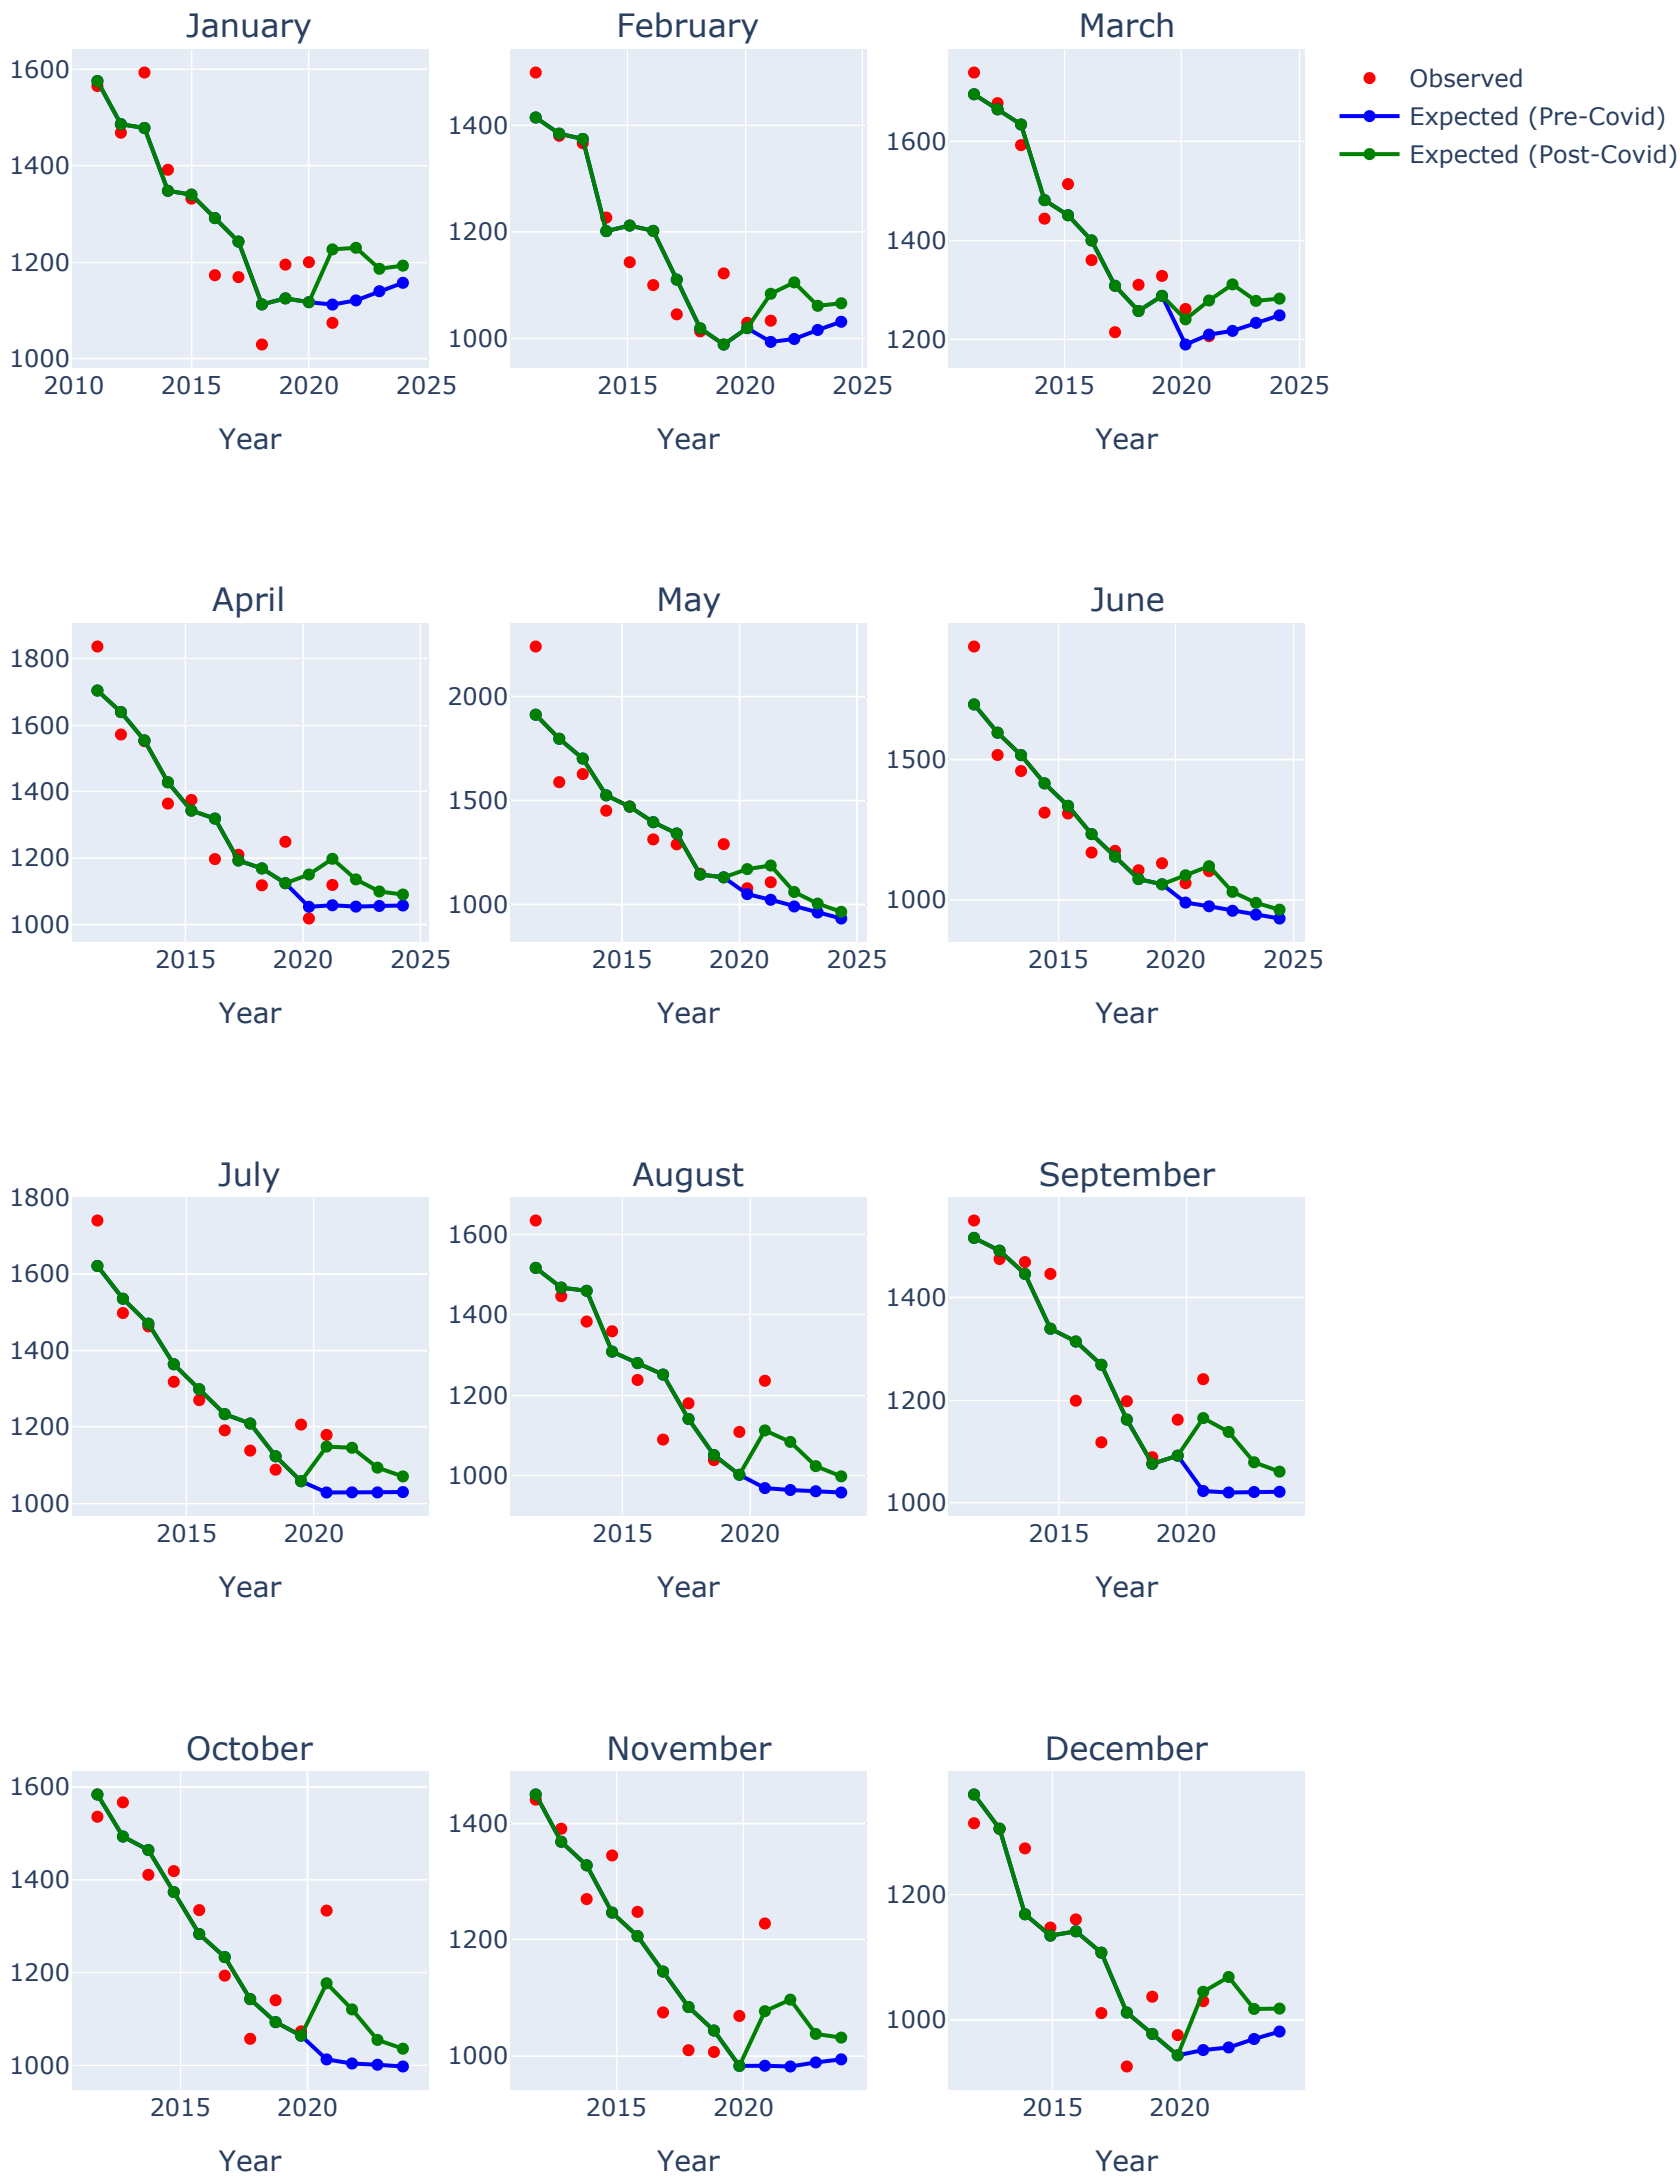 January
February
March
1600
1400
1200
1000
2010
2015
2020
2025
Year
1400
1200
1000
2015
2020
2025
Year
1600
1400
1200
2015
2020
2025
Year
Observed
Expected (Pre-Covid)
Expected (Post-Covid)
April
May
June
1800
1600
1400
1200
1000
2015
2020
2025
Year
2000
1500
1000
2015
2020
2025
Year
1500
1000
2015
2020
2025
Year
July
August
September
1800
1600
1400
1200
1000
2015
2020
Year
1600
1400
1200
1000
2015
2020
Year
1400
1200
1000
2015
2020
Year
October
November
December
1600
1400
1200
1000
2015
2020
Year
1400
1200
1000
2015
2020
Year
1200
1000
2015
2020
Year